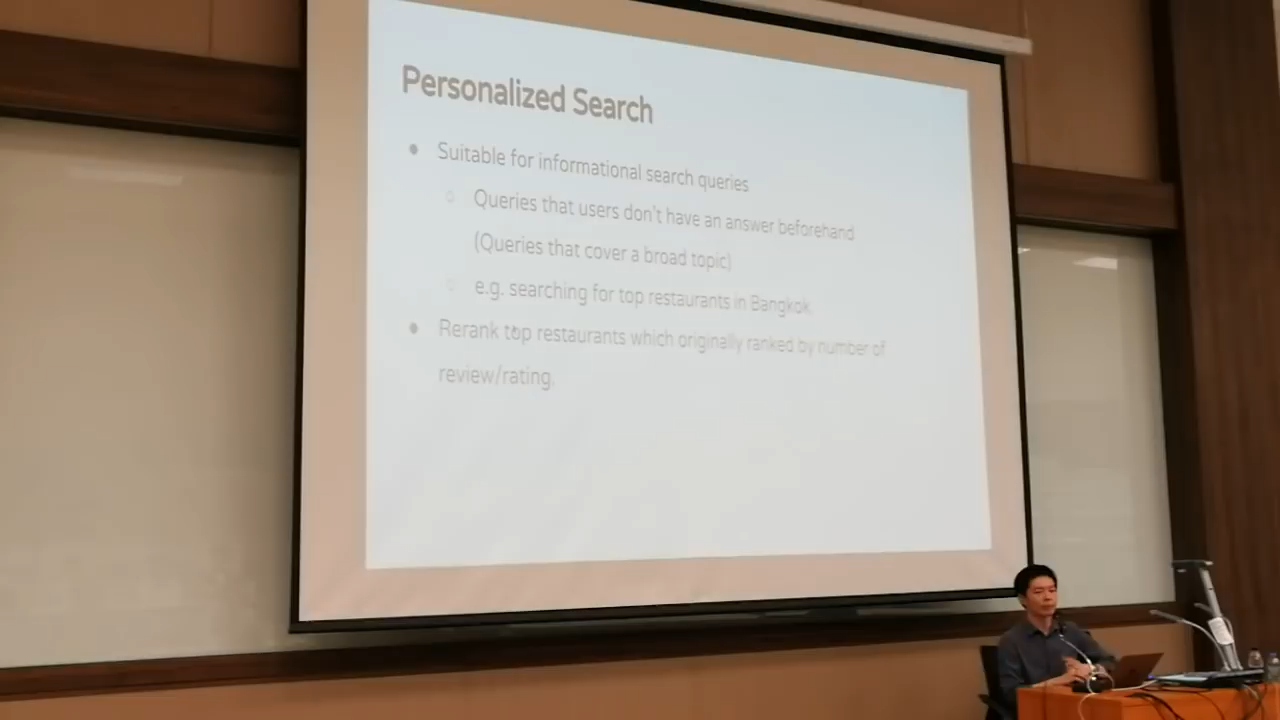 Personalized Search
● Suitable for informational search queries
○ Queries that users don't have an answer beforehand
(Queries that cover a broad topic)
○ e.g. searching for top restaurants in Bangkok.
● Rerank top restaurants which originally ranked by number of
review/rating.